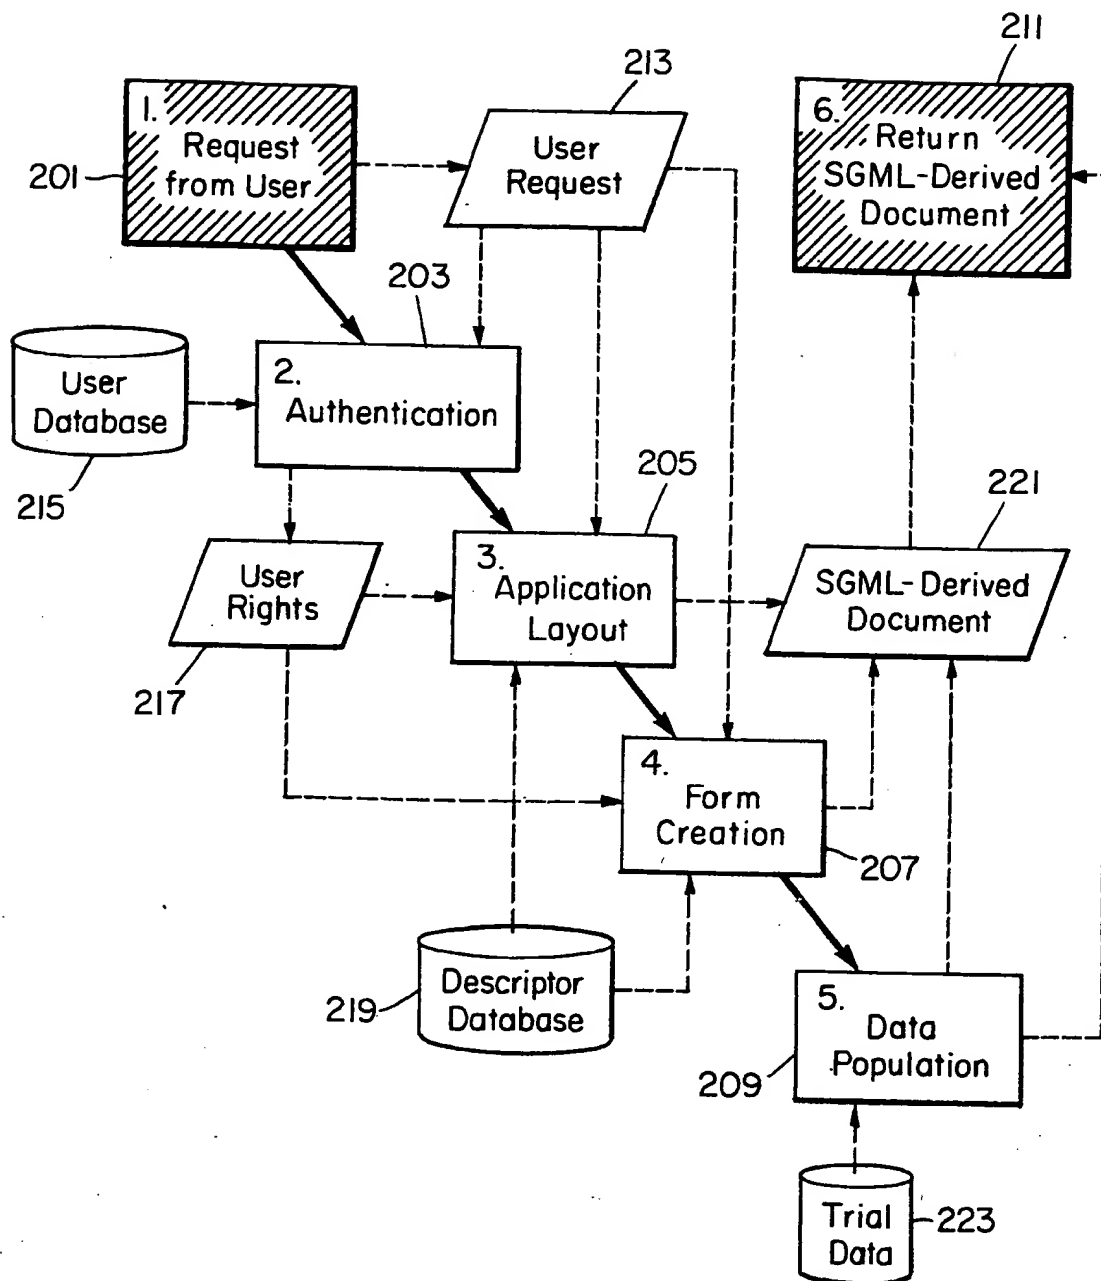 211
213
1.
Request
from User
201
User
Request
6.
Return
SGML-Derived
Document
203
User
Database
215
2.
Authentication
205
221
User
Rights
217
3.
Application
Layout
SGML-Derived
Document
4.
Form
Creation
207
Descriptor
Database
219
5.
Data
Population
209
Trial
Data
223